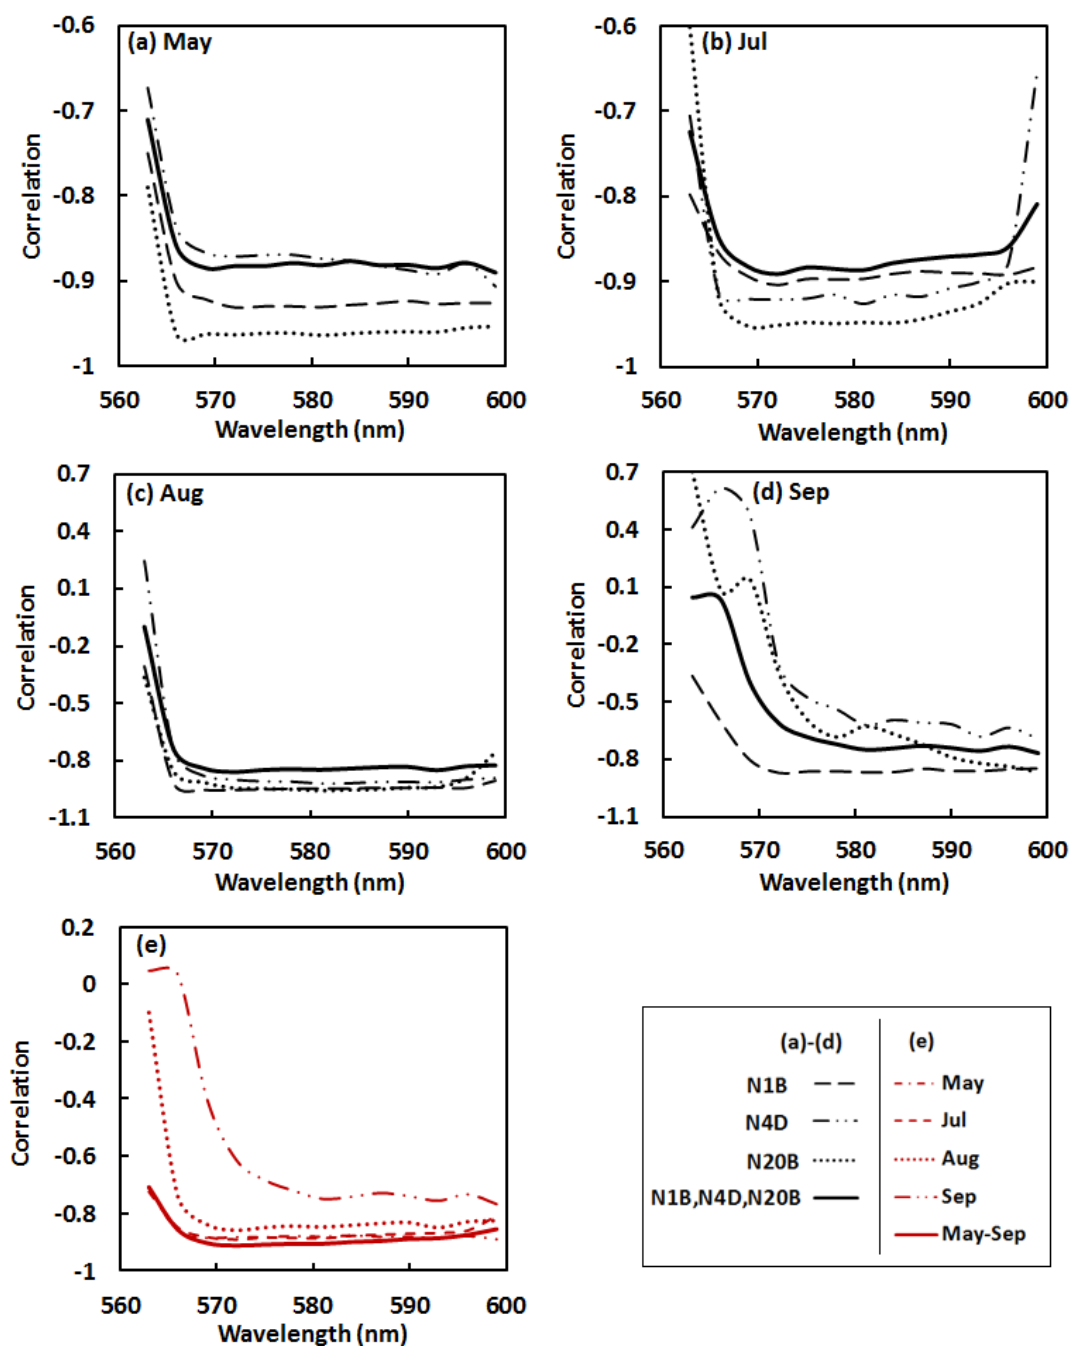 (a) May
-0.6
-0.7
-0.8
-0.9
-1
Correlation
560 570 580 590 600
Wavelength (nm)
(b) Jul
-0.6
-0.7
-0.8
-0.9
-1
Correlation
560 570 580 590 600
Wavelength (nm)
(c) Aug
0.7
0.4
0.1
-0.2
-0.5
-0.8
-1.1
Correlation
560 570 580 590 600
Wavelength (nm)
(d) Sep
0.7
0.4
0.1
-0.2
-0.5
-0.8
-1.1
Correlation
560 570 580 590 600
Wavelength (nm)
(e)
0.2
0
-0.2
-0.4
-0.6
-0.8
-1
Correlation
560 570 580 590 600
Wavelength (nm)
(a)-(d)
N1B
N4D
N20B
N1B,N4D,N20B
(e)
May
Jul
Aug
Sep
May-Sep